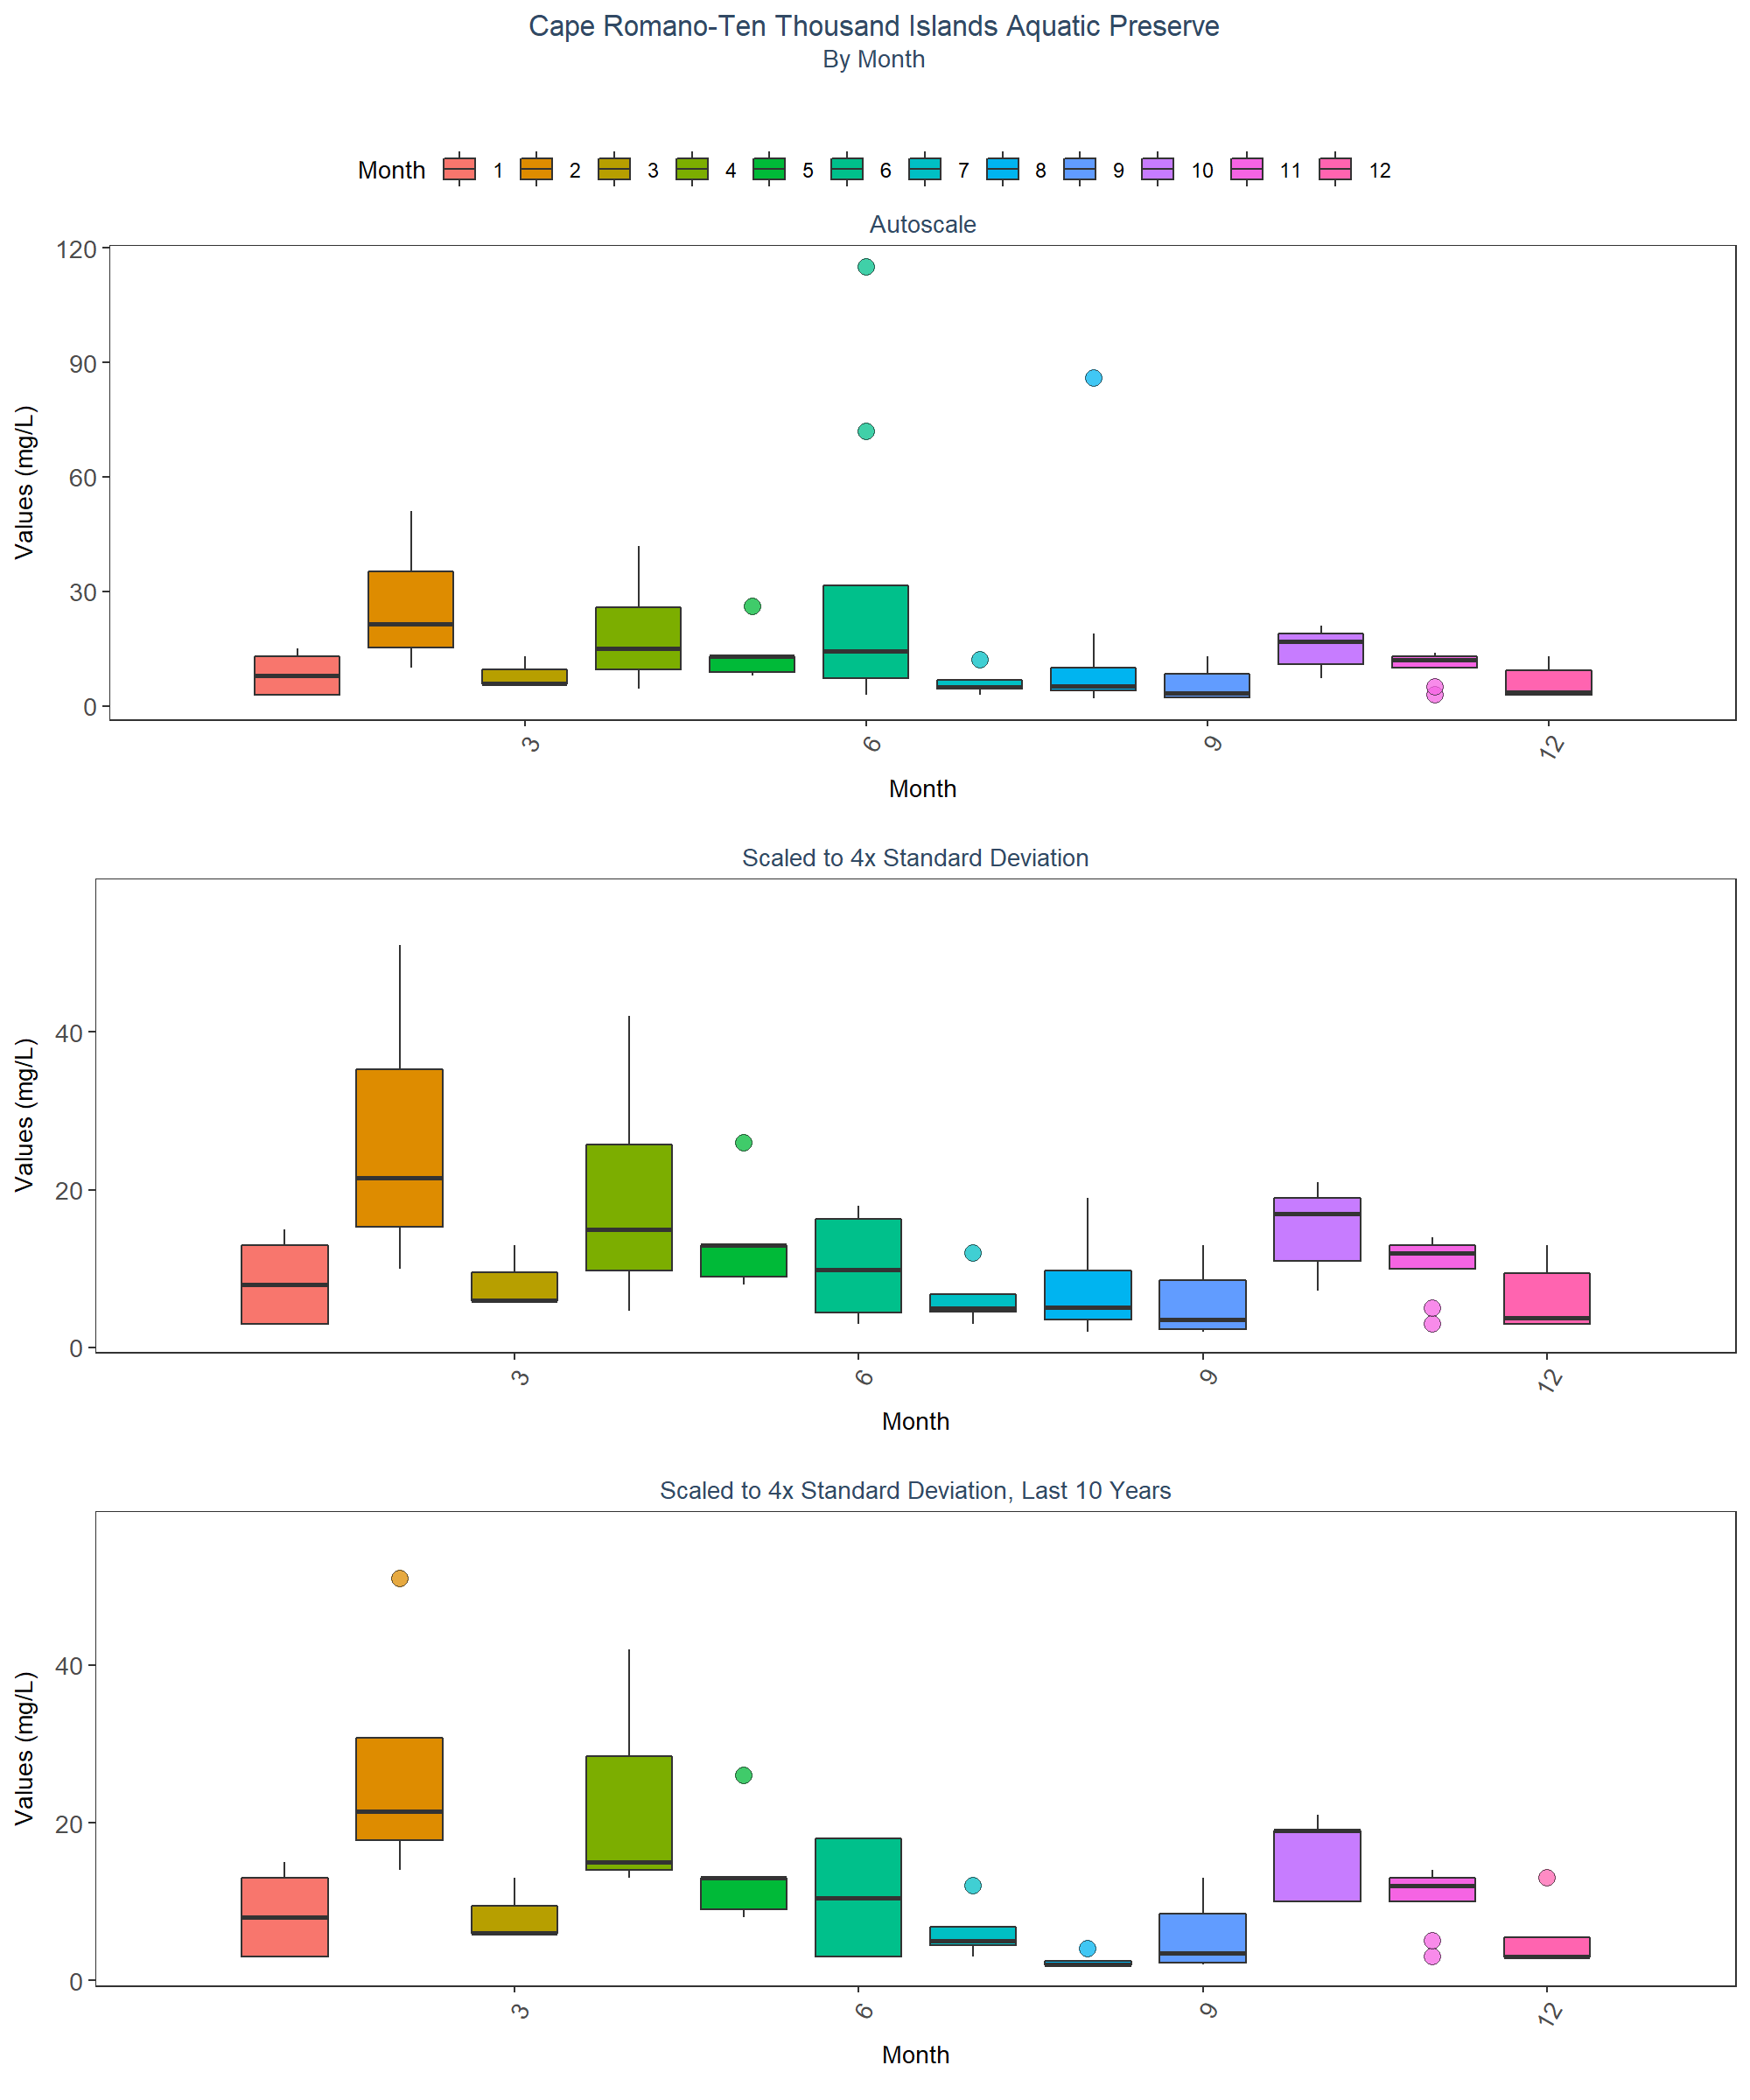 Cape Romano-Ten Thousand Islands Aquatic Preserve
By Month
Month 1 2 3 4 5 6 7 8 9 10 11 12
Autoscale
Values (mg/L)
120
90
60
30
0
3 6 9 12
Month
Scaled to 4x Standard Deviation
Values (mg/L)
40
20
0
3 6 9 12
Month
Scaled to 4x Standard Deviation, Last 10 Years
Values (mg/L)
40
20
0
3 6 9 12
Month